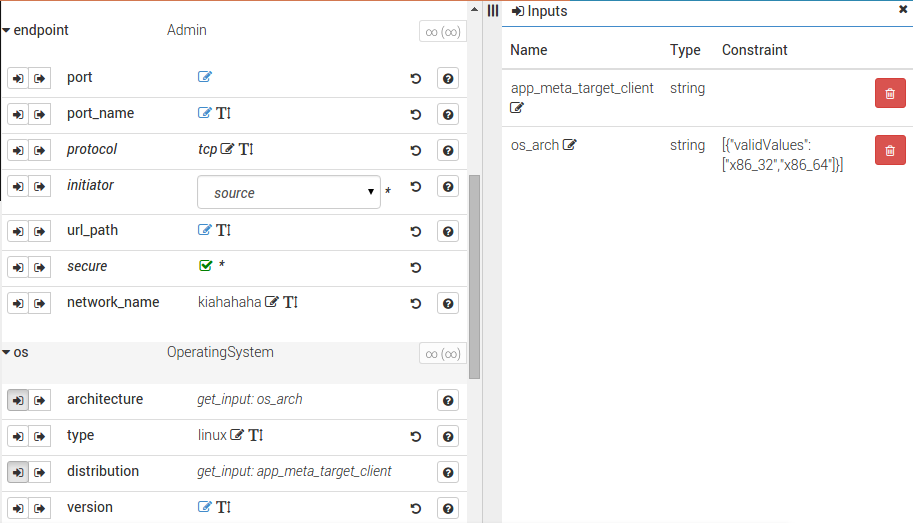 endpoint Admin ∞ (∞)
port
port_name
protocol tcp
initiator source *
url_path
secure *
network_name kiahahaha
os OperatingSystem ∞ (∞)
architecture get_input: os_arch
type linux
distribution get_input: app_meta_target_client
version
Inputs
Name Type Constraint
app_meta_target_client string
os_arch string [{"validValues":
["x86_32","x86_64"]}]